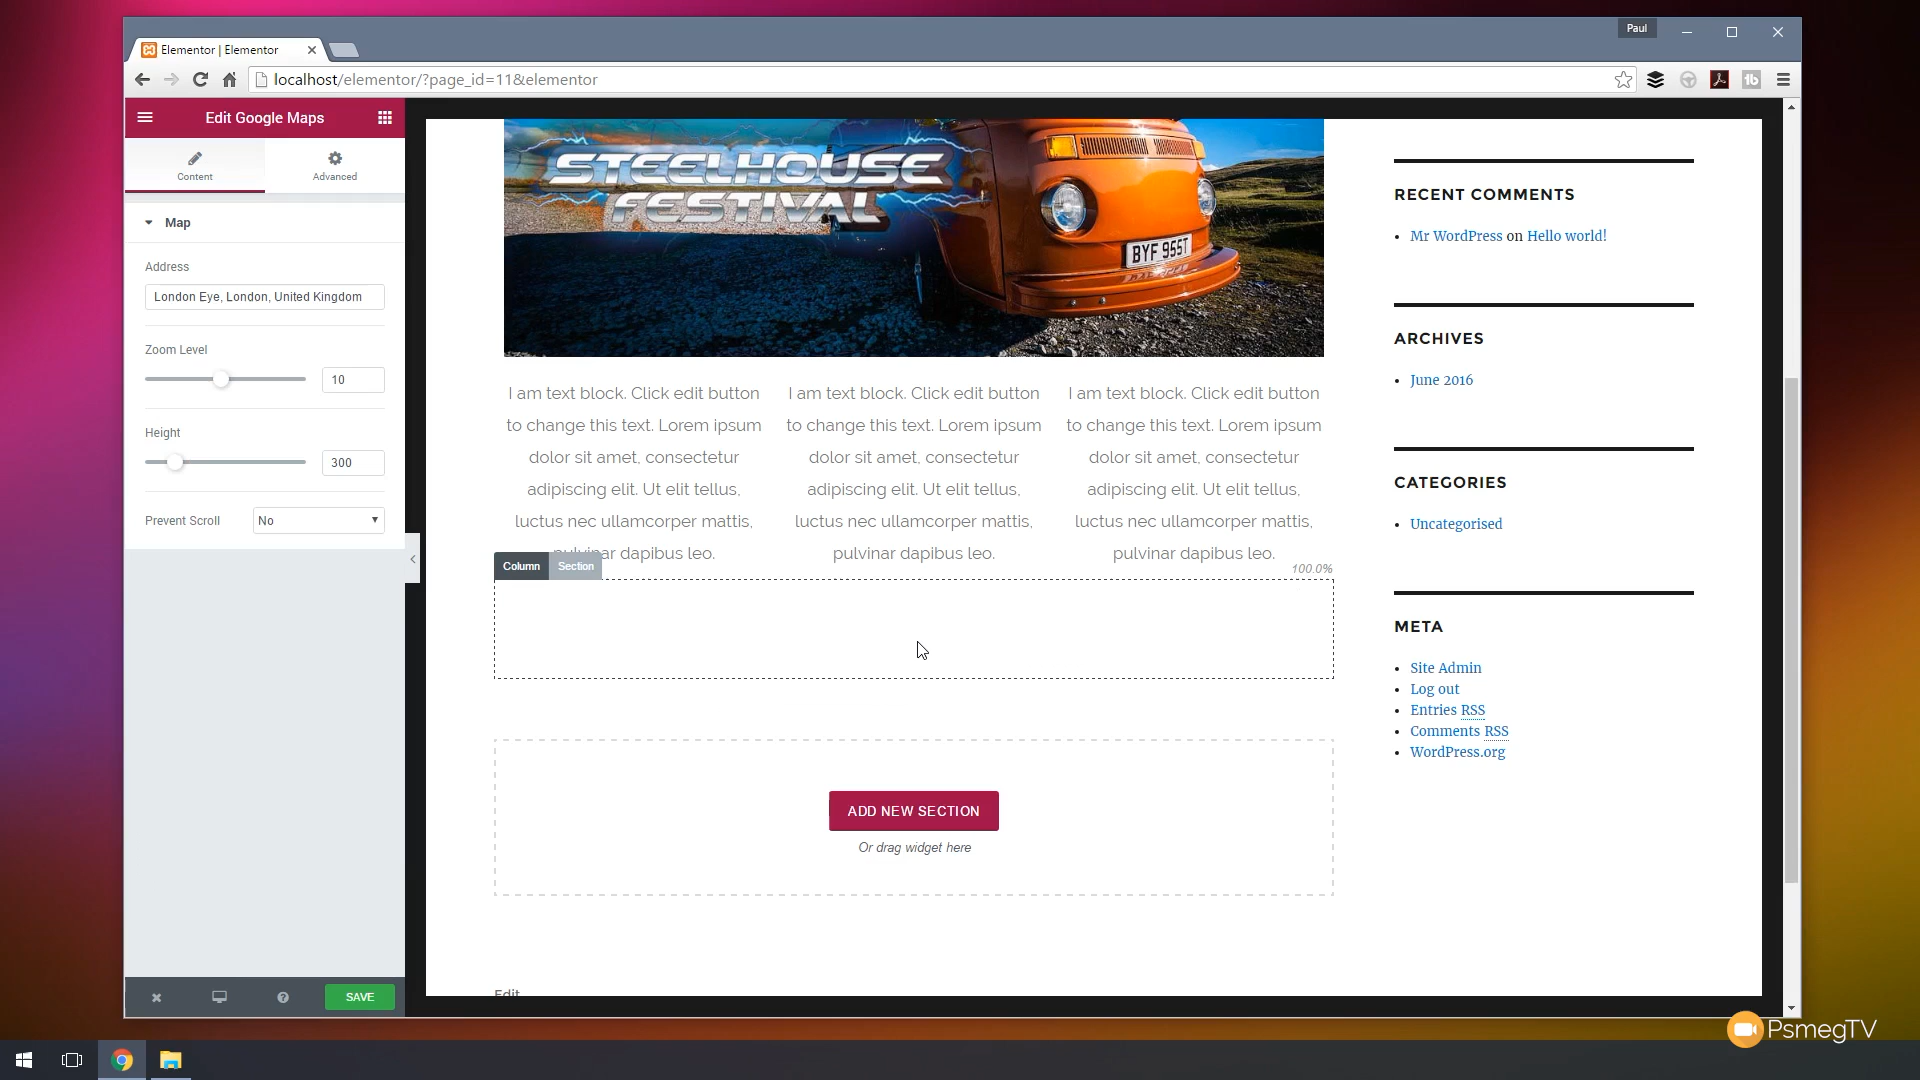 Paul
Elementor | Elementor
localhost/elementor/?page_id=11&elementor
Edit Google Maps
Content
Advanced
Map
Address
London Eye, London, United Kingdom
Zoom Level
10
Height
300
Prevent Scroll
No
SAVE
STEELHOUSE
FESTIVAL
BYF 955T
I am text block. Click edit button
to change this text. Lorem ipsum
dolor sit amet, consectetur
adipiscing elit. Ut elit tellus,
luctus nec ullamcorper mattis,
pulvinar dapibus leo.
I am text block. Click edit button
to change this text. Lorem ipsum
dolor sit amet, consectetur
adipiscing elit. Ut elit tellus,
luctus nec ullamcorper mattis,
pulvinar dapibus leo.
I am text block. Click edit button
to change this text. Lorem ipsum
dolor sit amet, consectetur
adipiscing elit. Ut elit tellus,
luctus nec ullamcorper mattis,
pulvinar dapibus leo.
Column
Section
100.0%
ADD NEW SECTION
Or drag widget here
Edit
RECENT COMMENTS
Mr WordPress on Hello world!
ARCHIVES
June 2016
CATEGORIES
Uncategorised
META
Site Admin
Log out
Entries RSS
Comments RSS
WordPress.org
PsmegTV